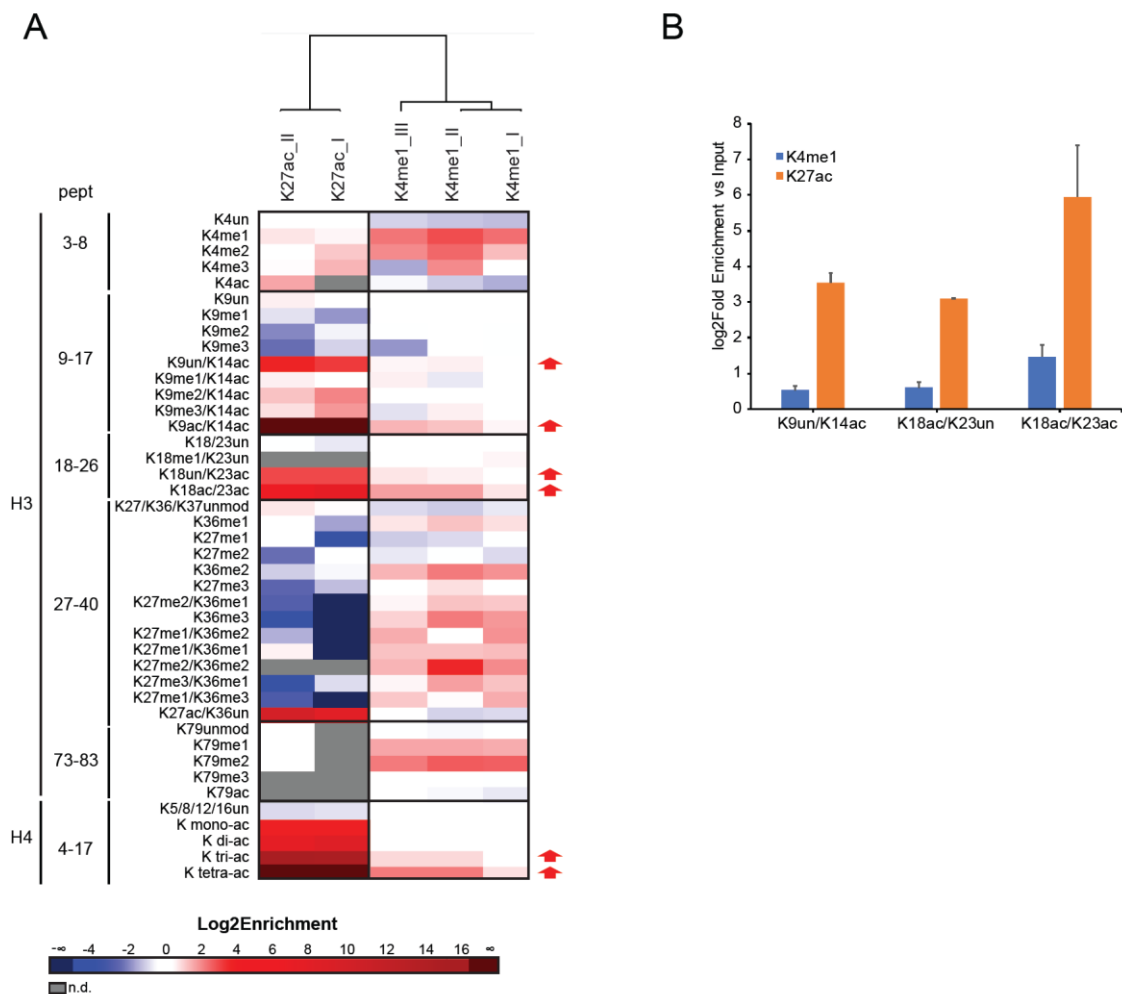 A
K27ac_II
K27ac_I
K4me1_III
K4me1_II
K4me1_I
pept
H3
3-8
K4un
K4me1
K4me2
K4me3
K4ac
9-17
K9un
K9me1
K9me2
K9me3
K9un/K14ac
K9me1/K14ac
K9me2/K14ac
K9me3/K14ac
K9ac/K14ac
18-26
K18/23un
K18me1/K23un
K18un/K23ac
K18ac/23ac
27-40
K27/K36/K37unmod
K36me1
K27me1
K27me2
K36me2
K27me3
K27me2/K36me1
K36me3
K27me1/K36me2
K27me1/K36me1
K27me2/K36me2
K27me3/K36me1
K27me1/K36me3
K27ac/K36un
73-83
K79unmod
K79me1
K79me2
K79me3
K79ac
H4
4-17
K5/8/12/16un
K mono-ac
K di-ac
K tri-ac
K tetra-ac
Log2Enrichment
-∞ -4 -2 0 2 4 6 8 10 12 14 16 ∞
n.d.
B
log2Fold Enrichment vs Input
8
7
6
5
4
3
2
1
0
K4me1
K27ac
K9un/K14ac K18ac/K23un K18ac/K23ac